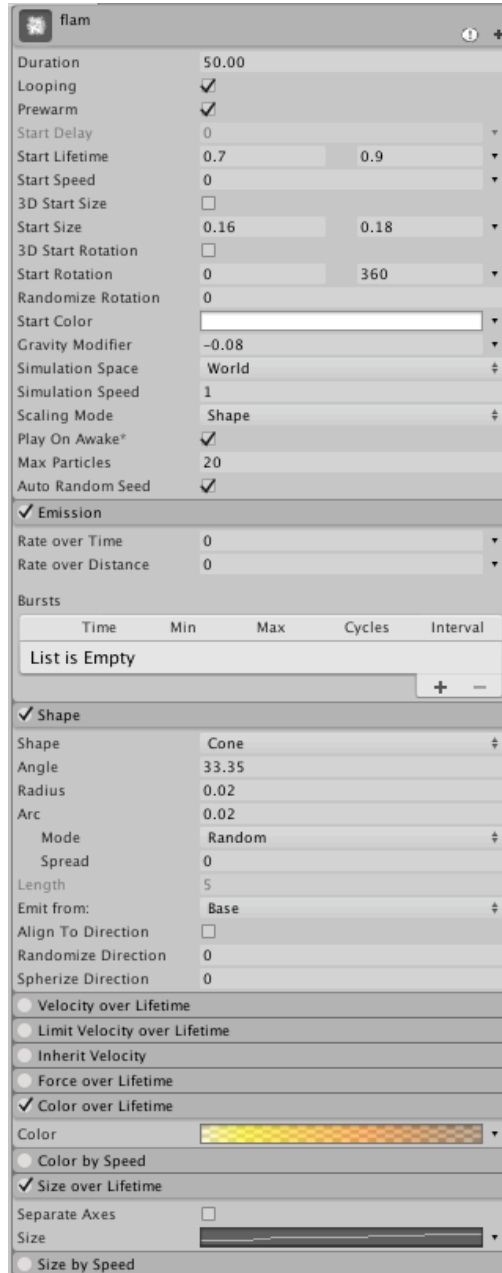 flam
Duration 50.00
Looping
Prewarm
Start Delay 0
Start Lifetime 0.7 0.9
Start Speed 0
3D Start Size
Start Size 0.16 0.18
3D Start Rotation
Start Rotation 0 360
Randomize Rotation 0
Start Color
Gravity Modifier -0.08
Simulation Space World
Simulation Speed 1
Scaling Mode Shape
Play On Awake*
Max Particles 20
Auto Random Seed
Emission
Rate over Time 0
Rate over Distance 0
Bursts
Time Min Max Cycles Interval
List is Empty
Shape
Shape Cone
Angle 33.35
Radius 0.02
Arc 0.02
Mode Random
Spread 0
Length 5
Emit from: Base
Align To Direction
Randomize Direction 0
Spherize Direction 0
Velocity over Lifetime
Limit Velocity over Lifetime
Inherit Velocity
Force over Lifetime
Color over Lifetime
Color
Color by Speed
Size over Lifetime
Separate Axes
Size
Size by Speed